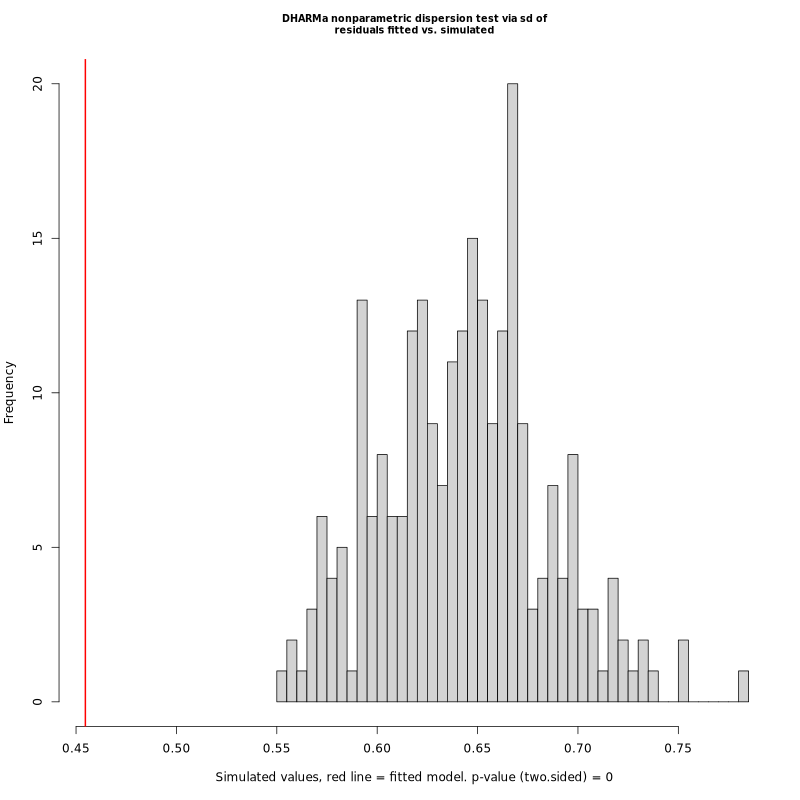 DHARMa nonparametric dispersion test via sd of
residuals fitted vs. simulated
20
15
10
5
0
Frequency
0.45 0.50 0.55 0.60 0.65 0.70 0.75
Simulated values, red line = fitted model. p-value (two.sided) = 0